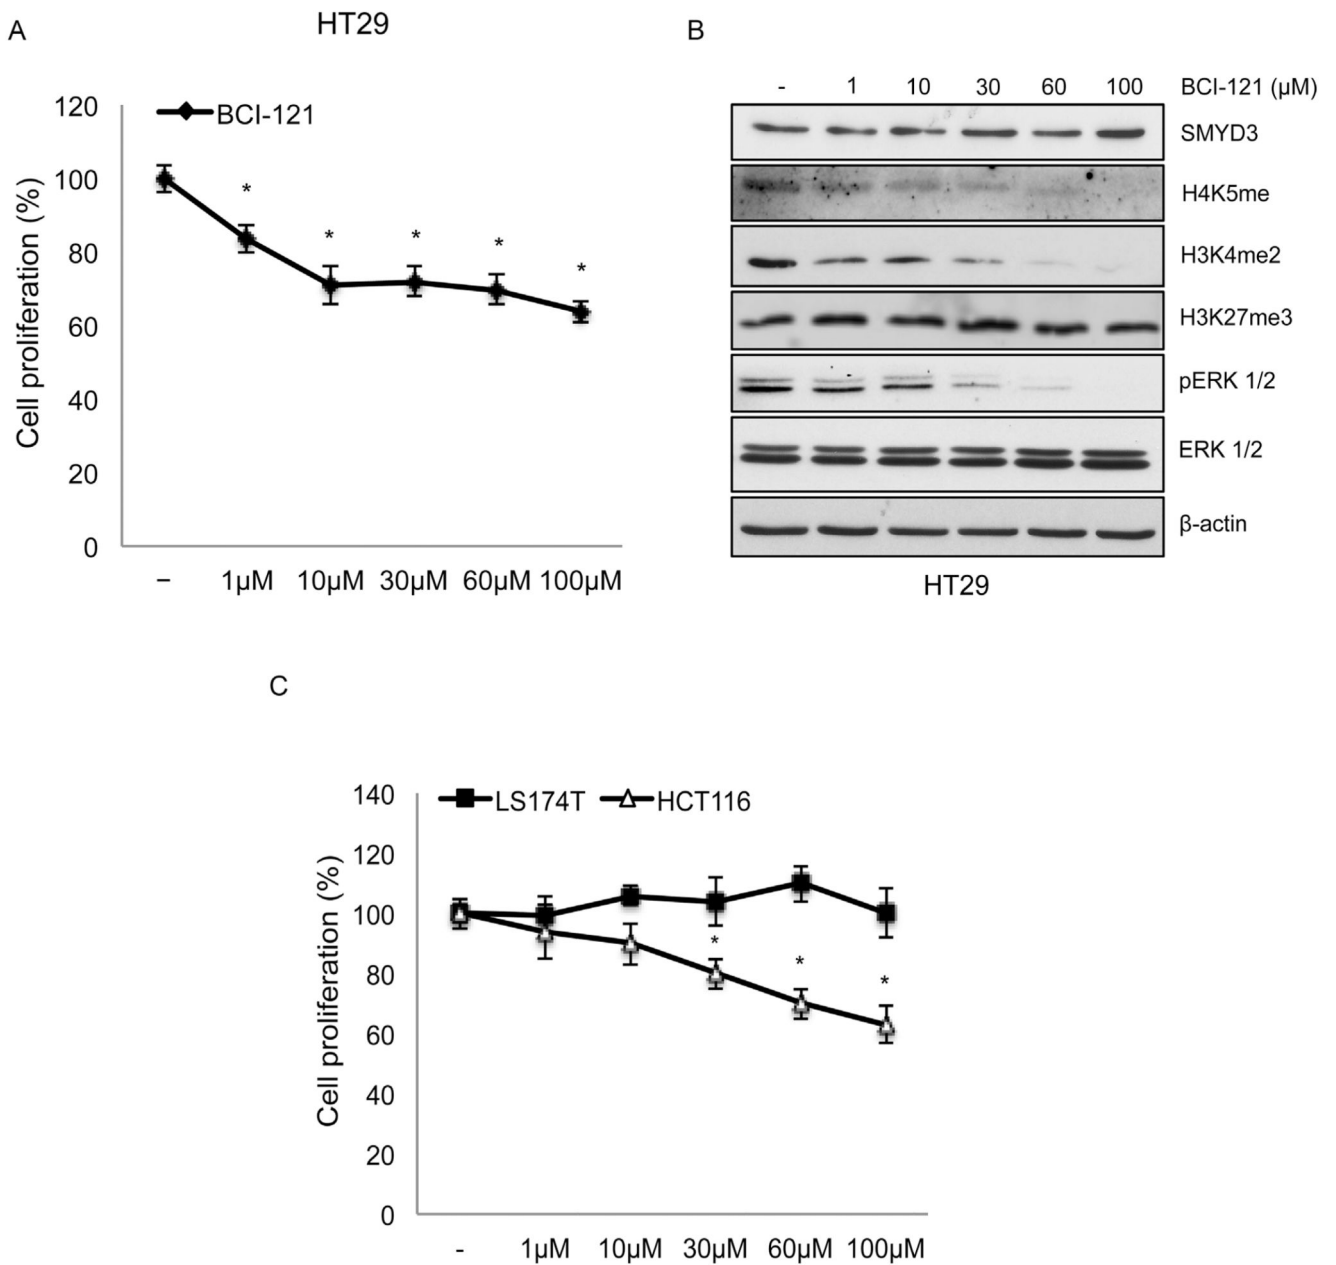 A
HT29
BCI-121
120
100
80
60
40
20
0
Cell proliferation (%)
– 1µM 10µM 30µM 60µM 100µM
B
- 1 10 30 60 100 BCI-121 (µM)
SMYD3
H4K5me
H3K4me2
H3K27me3
pERK 1/2
ERK 1/2
β-actin
HT29
* * * * *
C
LS174T HCT116
140
120
100
80
60
40
20
0
Cell proliferation (%)
* * *
- 1µM 10µM 30µM 60µM 100µM